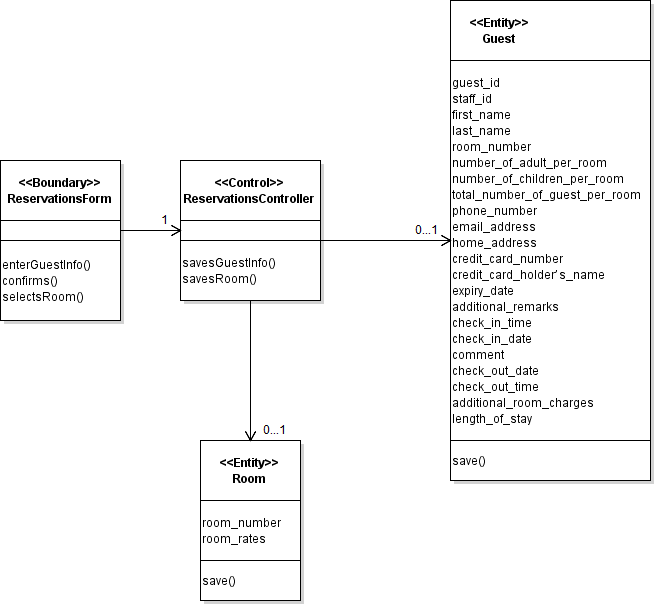 <<Entity>>
Guest
guest_id
staff_id
first_name
last_name
room_number
number_of_adult_per_room
number_of_children_per_room
total_number_of_guest_per_room
phone_number
email_address
home_address
credit_card_number
credit_card_holder's_name
expiry_date
additional_remarks
check_in_time
check_in_date
comment
check_out_date
check_out_time
additional_room_charges
length_of_stay
save()
<<Boundary>>
ReservationsForm
enterGuestInfo()
confirms()
selectsRoom()
1
<<Control>>
ReservationsController
savesGuestInfo()
savesRoom()
0...1
0...1
<<Entity>>
Room
room_number
room_rates
save()